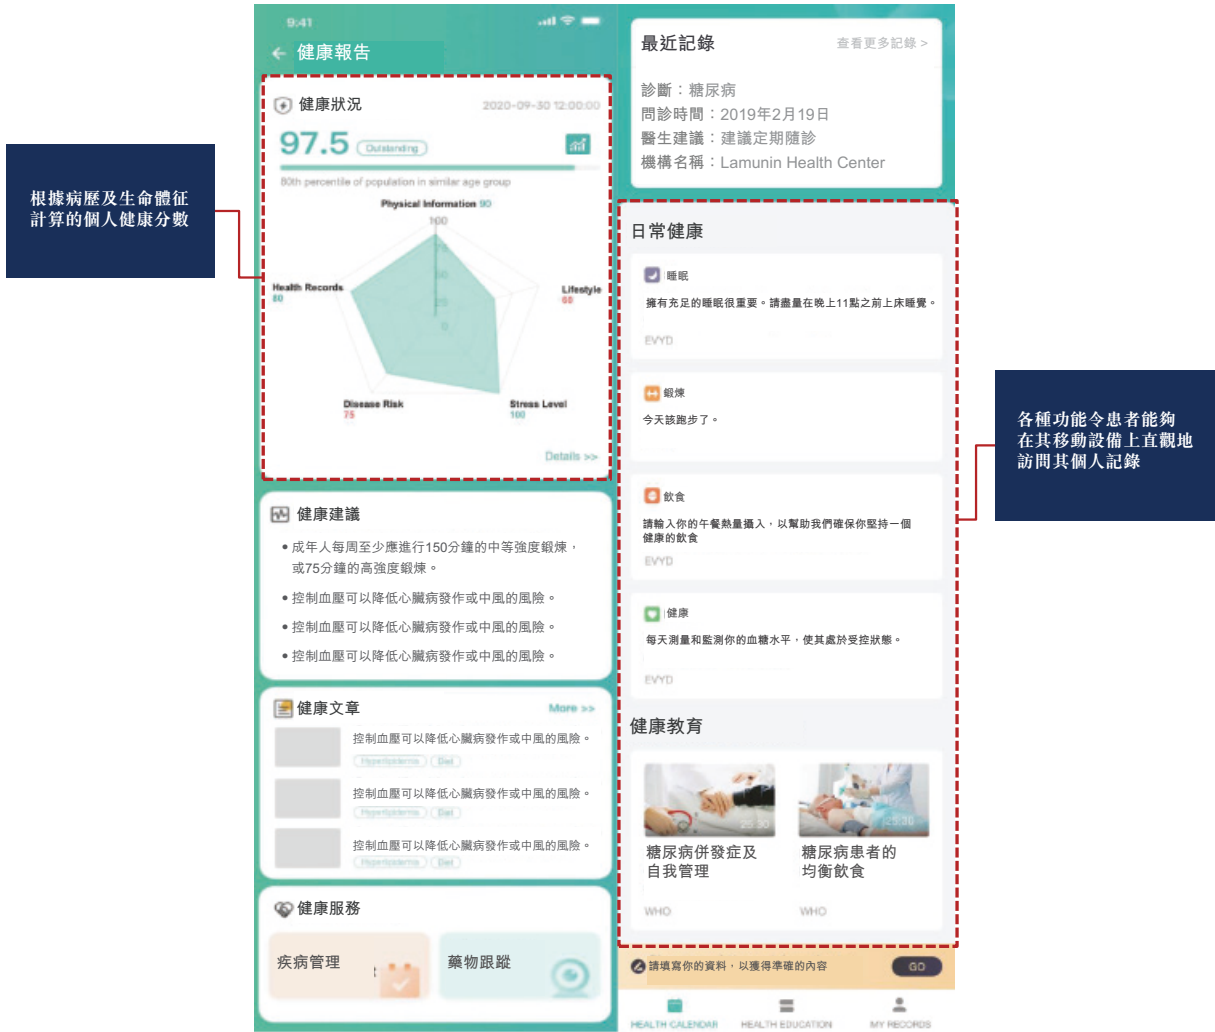 根據病歷及生命體征
計算的個人健康分數
9:41
健康報告
健康狀況
2020-09-30 12:00:00
97.5
Outstanding
80th percentile of population in similar age group
Physical Information 90
100
75
50
25
0
Health Records
80
Lifestyle
60
Disease Risk
75
Stress Level
100
Details >>
健康建議
• 成年人每周至少應進行150分鐘的中等強度鍛煉，
或75分鐘的高強度鍛煉。
• 控制血壓可以降低心臟病發作或中風的風險。
• 控制血壓可以降低心臟病發作或中風的風險。
• 控制血壓可以降低心臟病發作或中風的風險。
健康文章
More >>
控制血壓可以降低心臟病發作或中風的風險。
Hyperlipidemia
Diet
控制血壓可以降低心臟病發作或中風的風險。
Hyperlipidemia
Diet
控制血壓可以降低心臟病發作或中風的風險。
Hyperlipidemia
Diet
健康服務
疾病管理
藥物跟蹤
最近記錄
查看更多記錄 >
診斷：糖尿病
問診時間：2019年2月19日
醫生建議：建議定期隨診
機構名稱：Lamunin Health Center
日常健康
睡眠
擁有充足的睡眠很重要。請盡量在晚上11點之前上床睡覺。
EVYD
鍛煉
今天該跑步了。
飲食
請輸入你的午餐熱量攝入，以幫助我們確保你堅持一個
健康的飲食
EVYD
健康
每天測量和監測你的血糖水平，使其處於受控狀態。
EVYD
健康教育
25:30
25:30
糖尿病併發症及
自我管理
WHO
糖尿病患者的
均衡飲食
WHO
請填寫你的資料，以獲得準確的內容
GO
HEALTH CALENDAR
HEALTH EDUCATION
MY RECORDS
各種功能令患者能夠
在其移動設備上直觀地
訪問其個人記錄